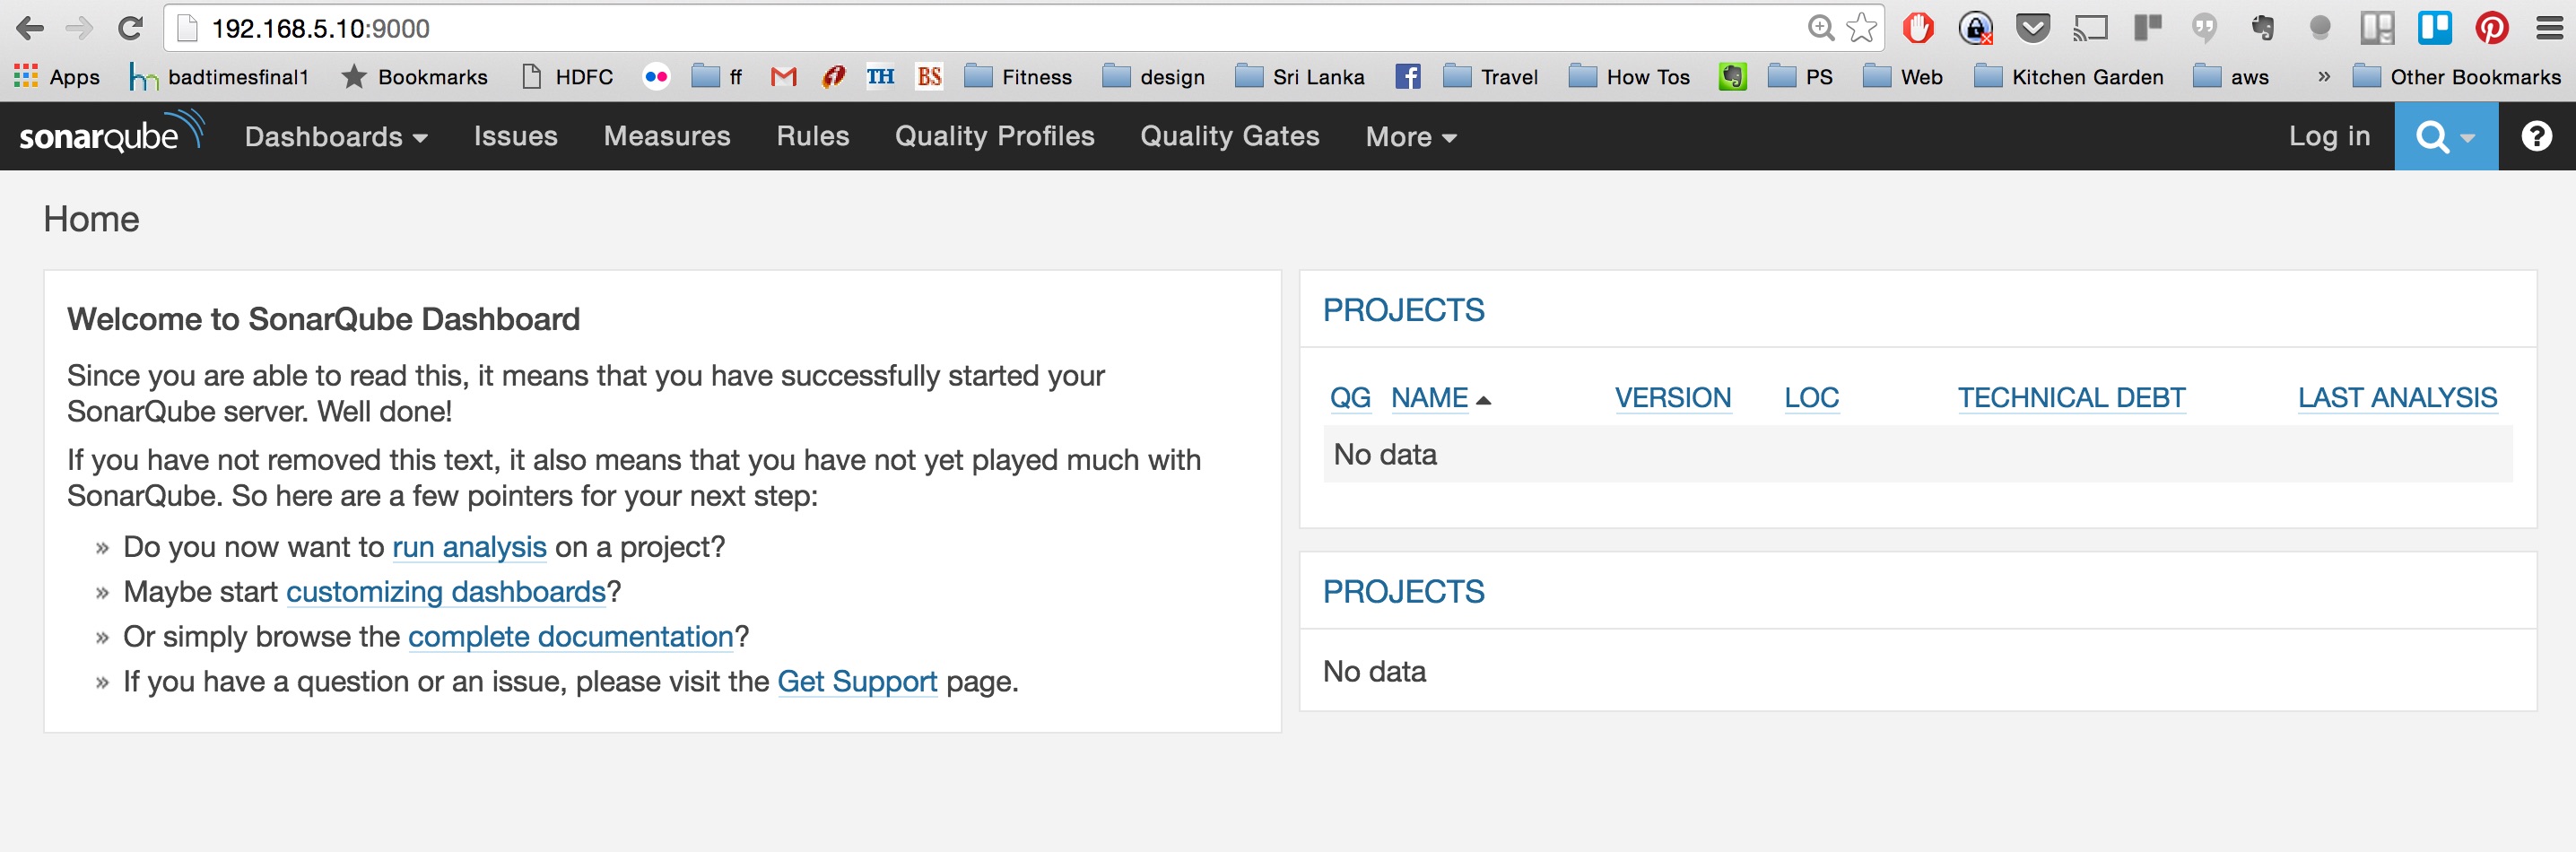 192.168.5.10:9000
Apps badtimesfinal1 Bookmarks HDFC ff TH BS Fitness design Sri Lanka Travel How Tos PS Web Kitchen Garden aws » Other Bookmarks
sonarqube Dashboards Issues Measures Rules Quality Profiles Quality Gates More Log in
Home
Welcome to SonarQube Dashboard
Since you are able to read this, it means that you have successfully started your
SonarQube server. Well done!
If you have not removed this text, it also means that you have not yet played much with
SonarQube. So here are a few pointers for your next step:
» Do you now want to run analysis on a project?
» Maybe start customizing dashboards?
» Or simply browse the complete documentation?
» If you have a question or an issue, please visit the Get Support page.
PROJECTS
QG NAME VERSION LOC TECHNICAL DEBT LAST ANALYSIS
No data
PROJECTS
No data